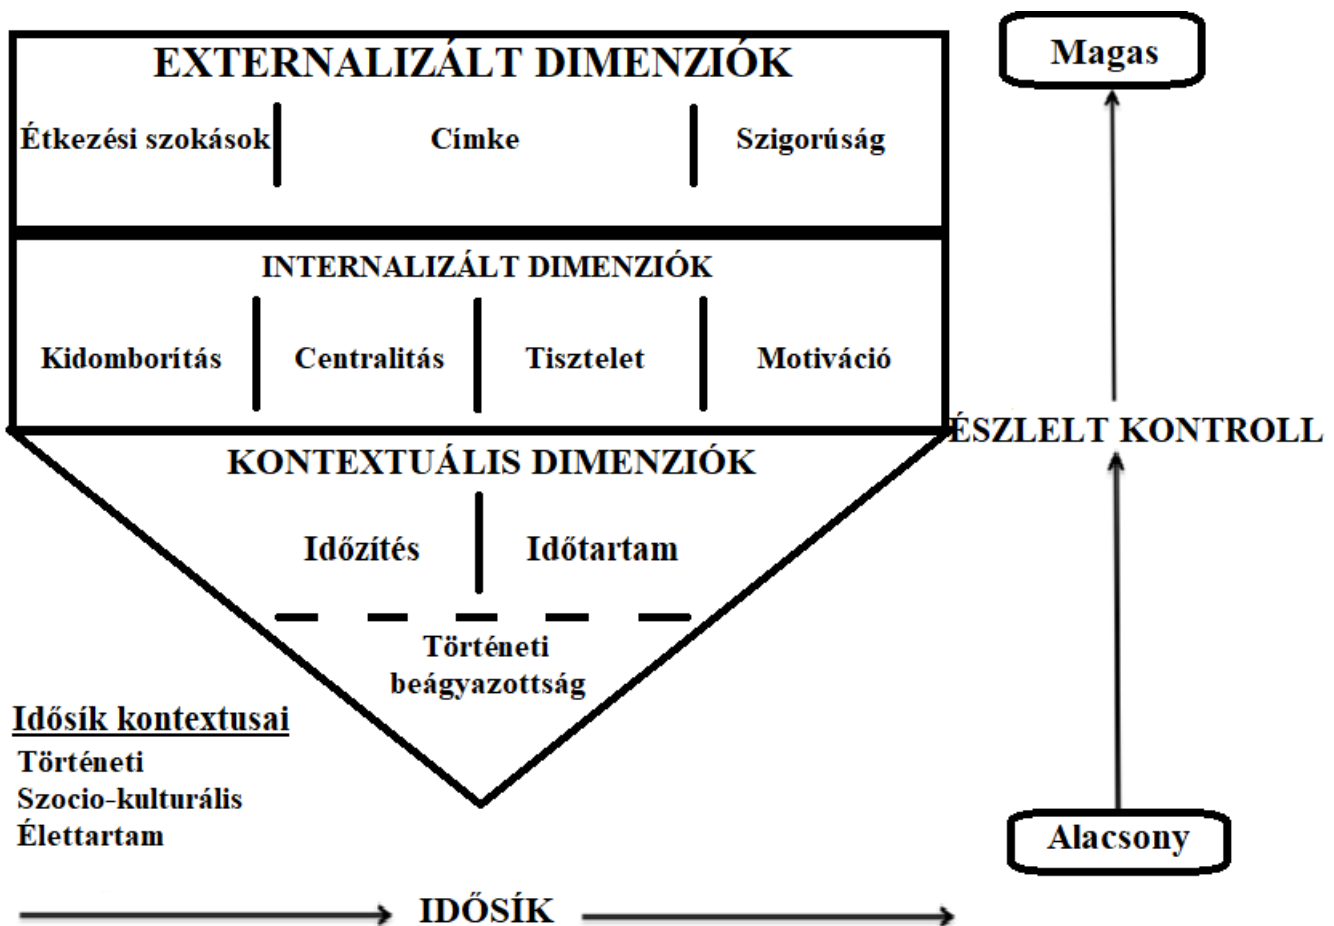 EXTERNALIZÁLT DIMENZIÓK
Étkezési szokások
Címke
Szigorúság
INTERNALIZÁLT DIMENZIÓK
Kidomborítás
Centralitás
Tisztelet
Motiváció
KONTEXTUÁLIS DIMENZIÓK
Időzítés
Időtartam
Történeti
beágyazottság
Idősík kontextusai
Történeti
Szocio-kulturális
Élettartam
IDŐSÍK
Magas
ÉSZLELT KONTROLL
Alacsony